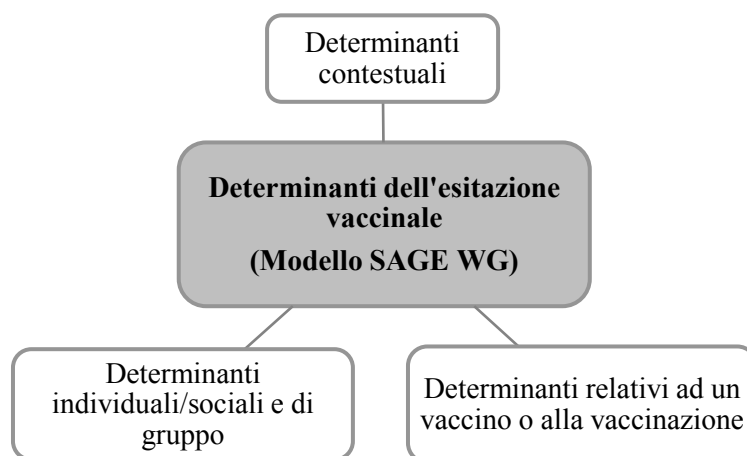 Determinanti
contestuali
Determinanti dell'esitazione
vaccinale
(Modello SAGE WG)
Determinanti
individuali/sociali e di
gruppo
Determinanti relativi ad un
vaccino o alla vaccinazione